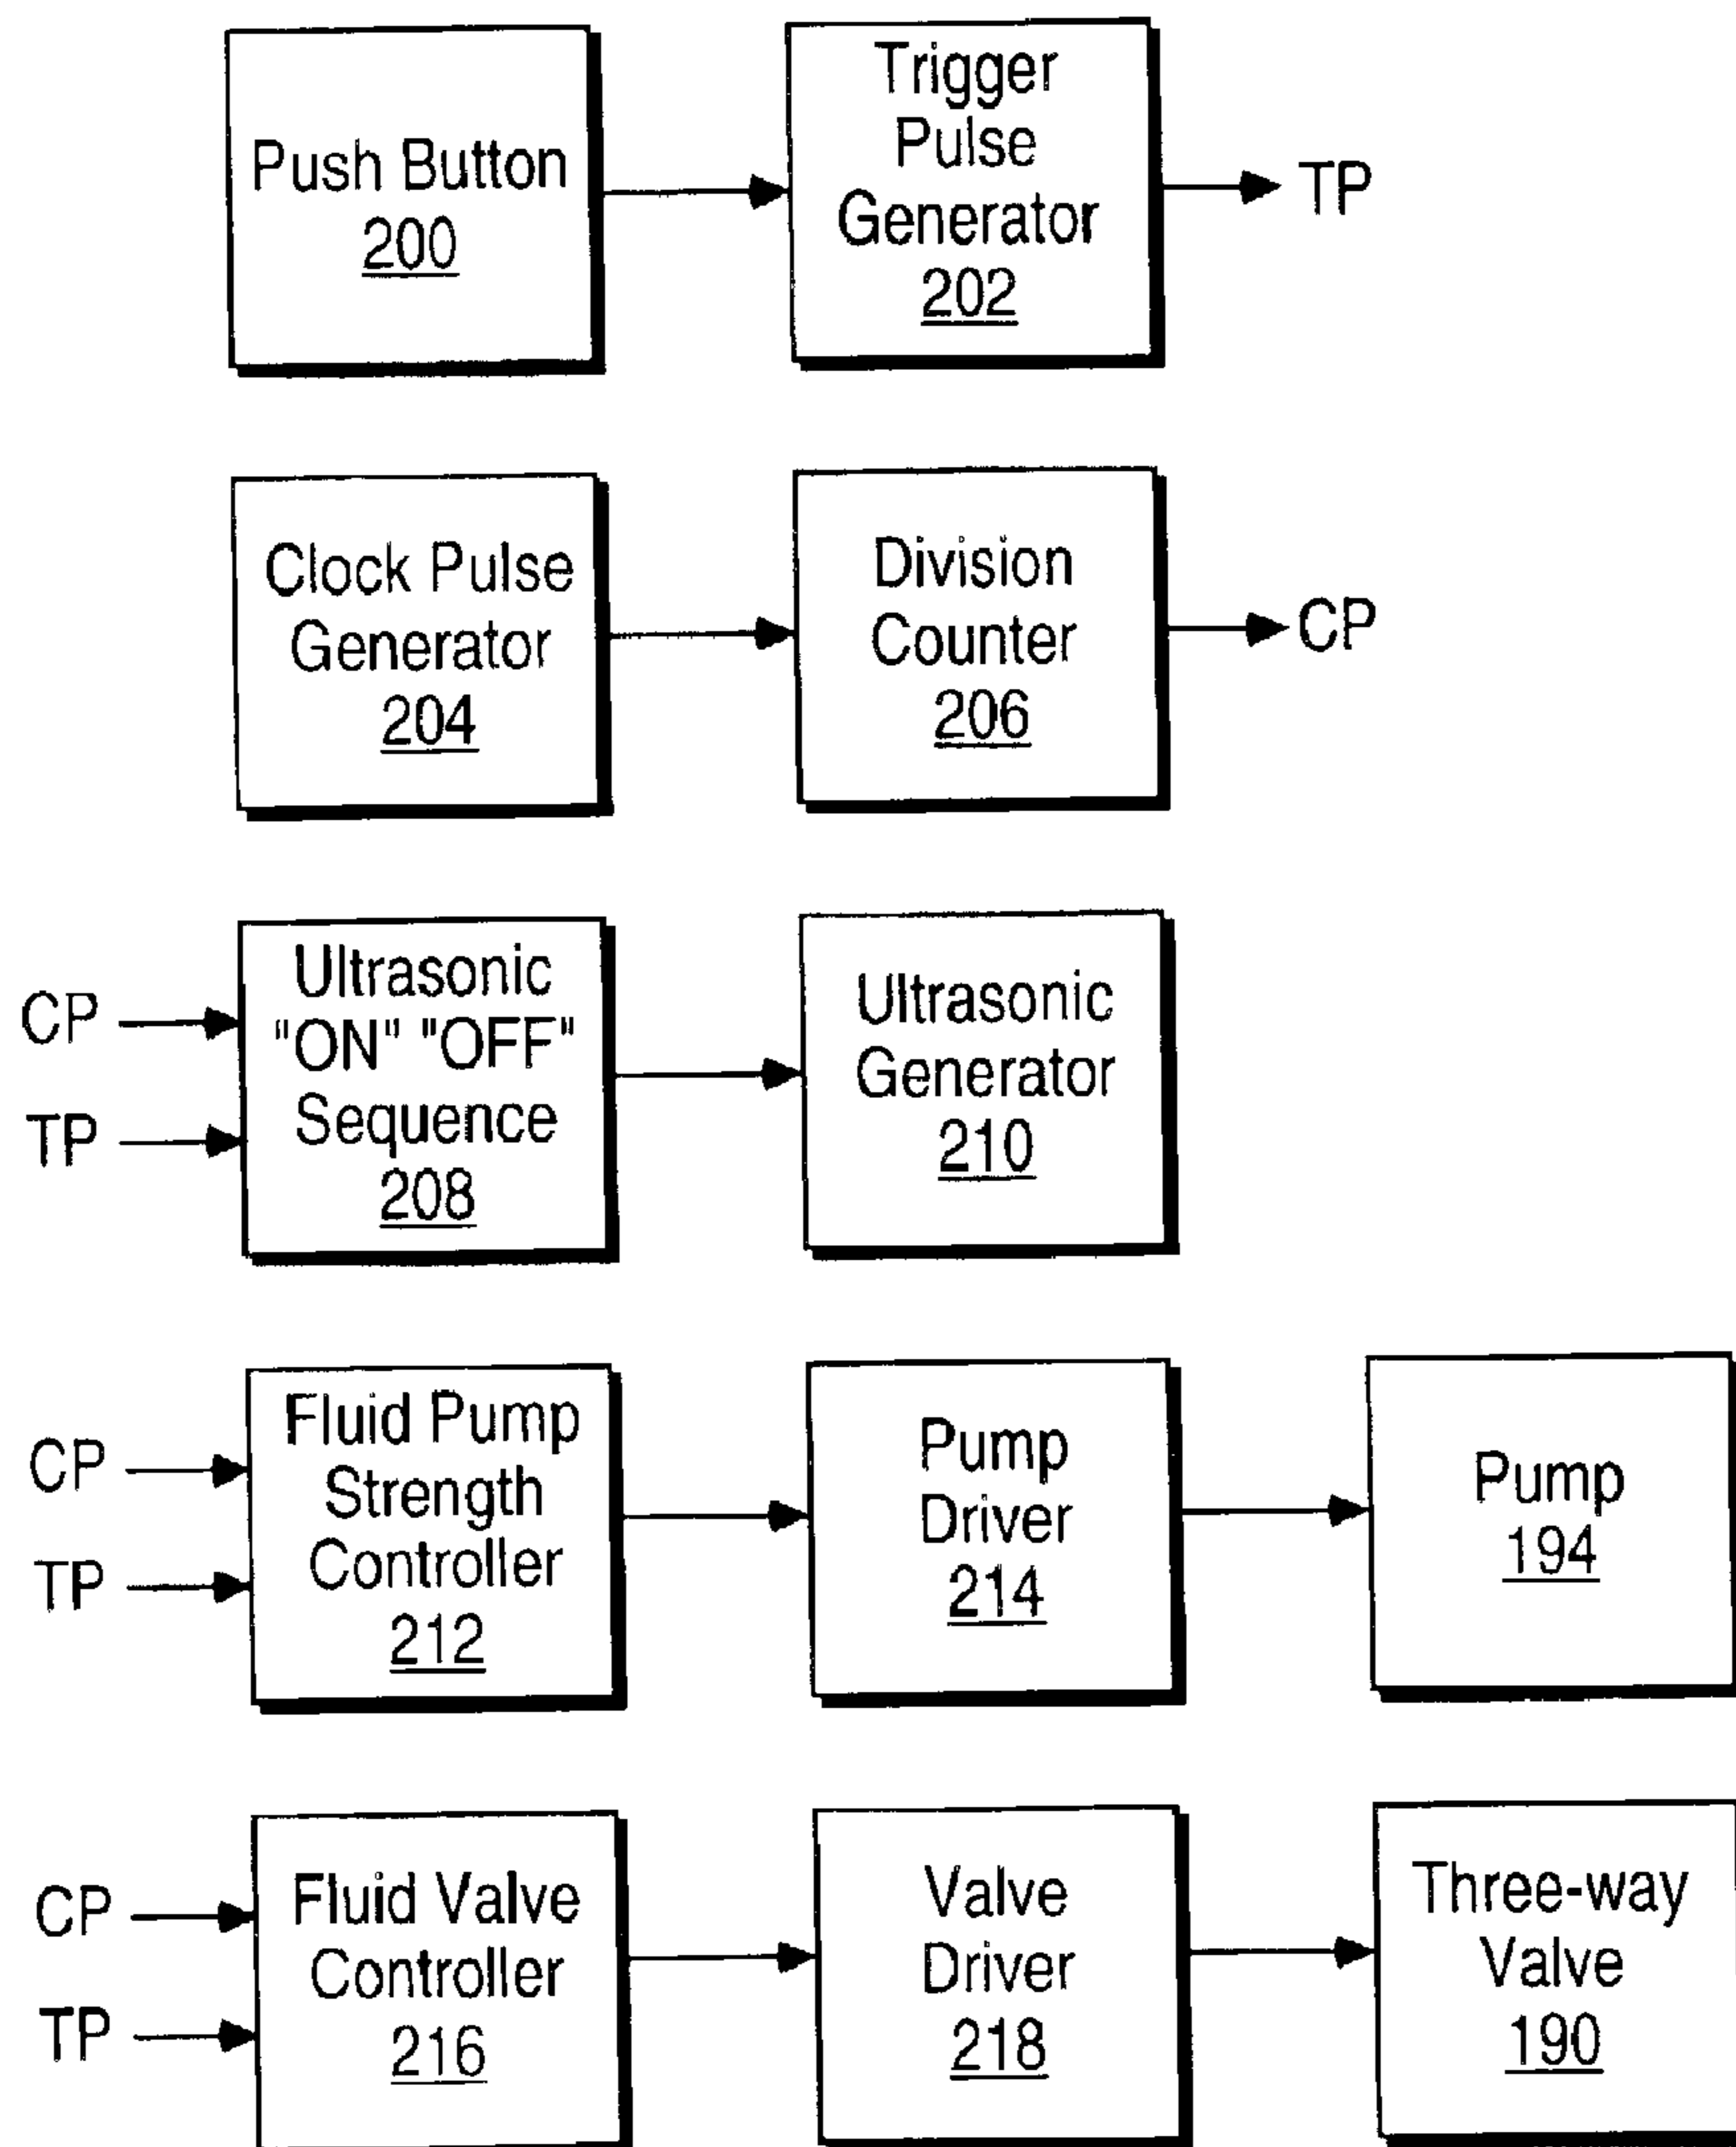 Push Button
200
Trigger
Pulse
Generator
202
TP
Clock Pulse
Generator
204
Division
Counter
206
CP
CP
TP
Ultrasonic
"ON" "OFF"
Sequence
208
Ultrasonic
Generator
210
CP
TP
Fluid Pump
Strength
Controller
212
Pump
Driver
214
Pump
194
CP
TP
Fluid Valve
Controller
216
Valve
Driver
218
Three-way
Valve
190